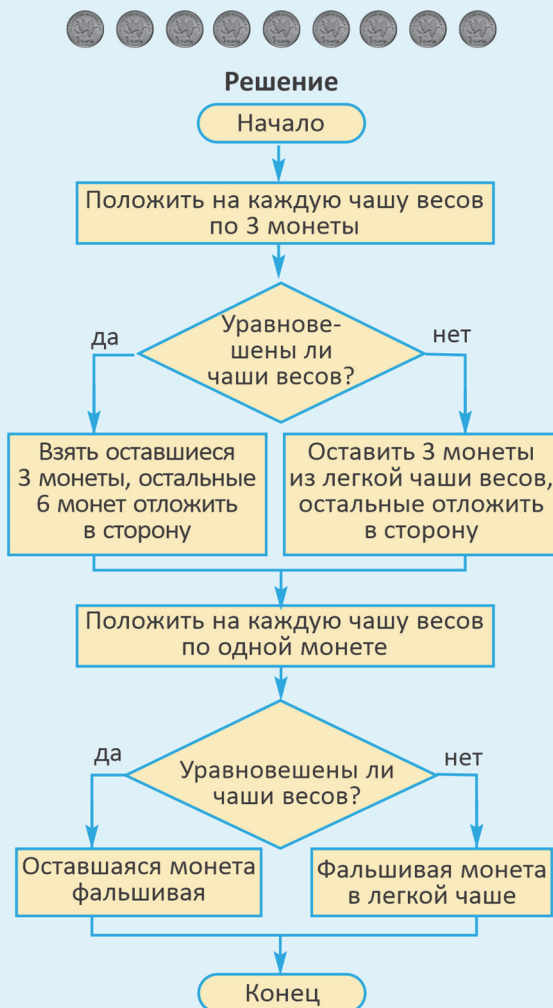 Решение
Начало
Положить на каждую чашу весов
по 3 монеты
да
Уравнове-
шены ли
чаши весов?
нет
Взять оставшиеся
3 монеты, остальные
6 монет отложить
в сторону
Оставить 3 монеты
из легкой чаши весов,
остальные отложить
в сторону
Положить на каждую чашу весов
по одной монете
да
Уравновешены ли
чаши весов?
нет
Оставшаяся монета
фальшивая
Фальшивая монета
в легкой чаше
Конец